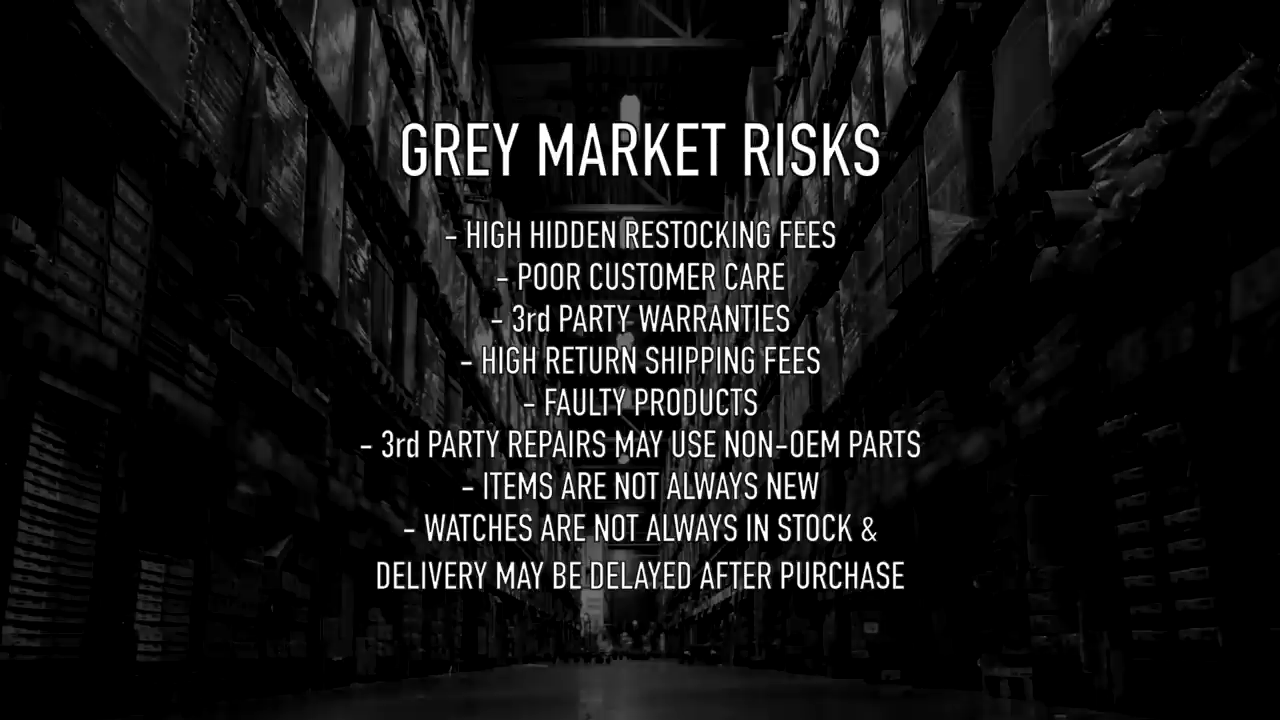 GREY MARKET RISKS
- HIGH HIDDEN RESTOCKING FEES
- POOR CUSTOMER CARE
- 3rd PARTY WARRANTIES
- HIGH RETURN SHIPPING FEES
- FAULTY PRODUCTS
- 3rd PARTY REPAIRS MAY USE NON-OEM PARTS
- ITEMS ARE NOT ALWAYS NEW
- WATCHES ARE NOT ALWAYS IN STOCK &
DELIVERY MAY BE DELAYED AFTER PURCHASE